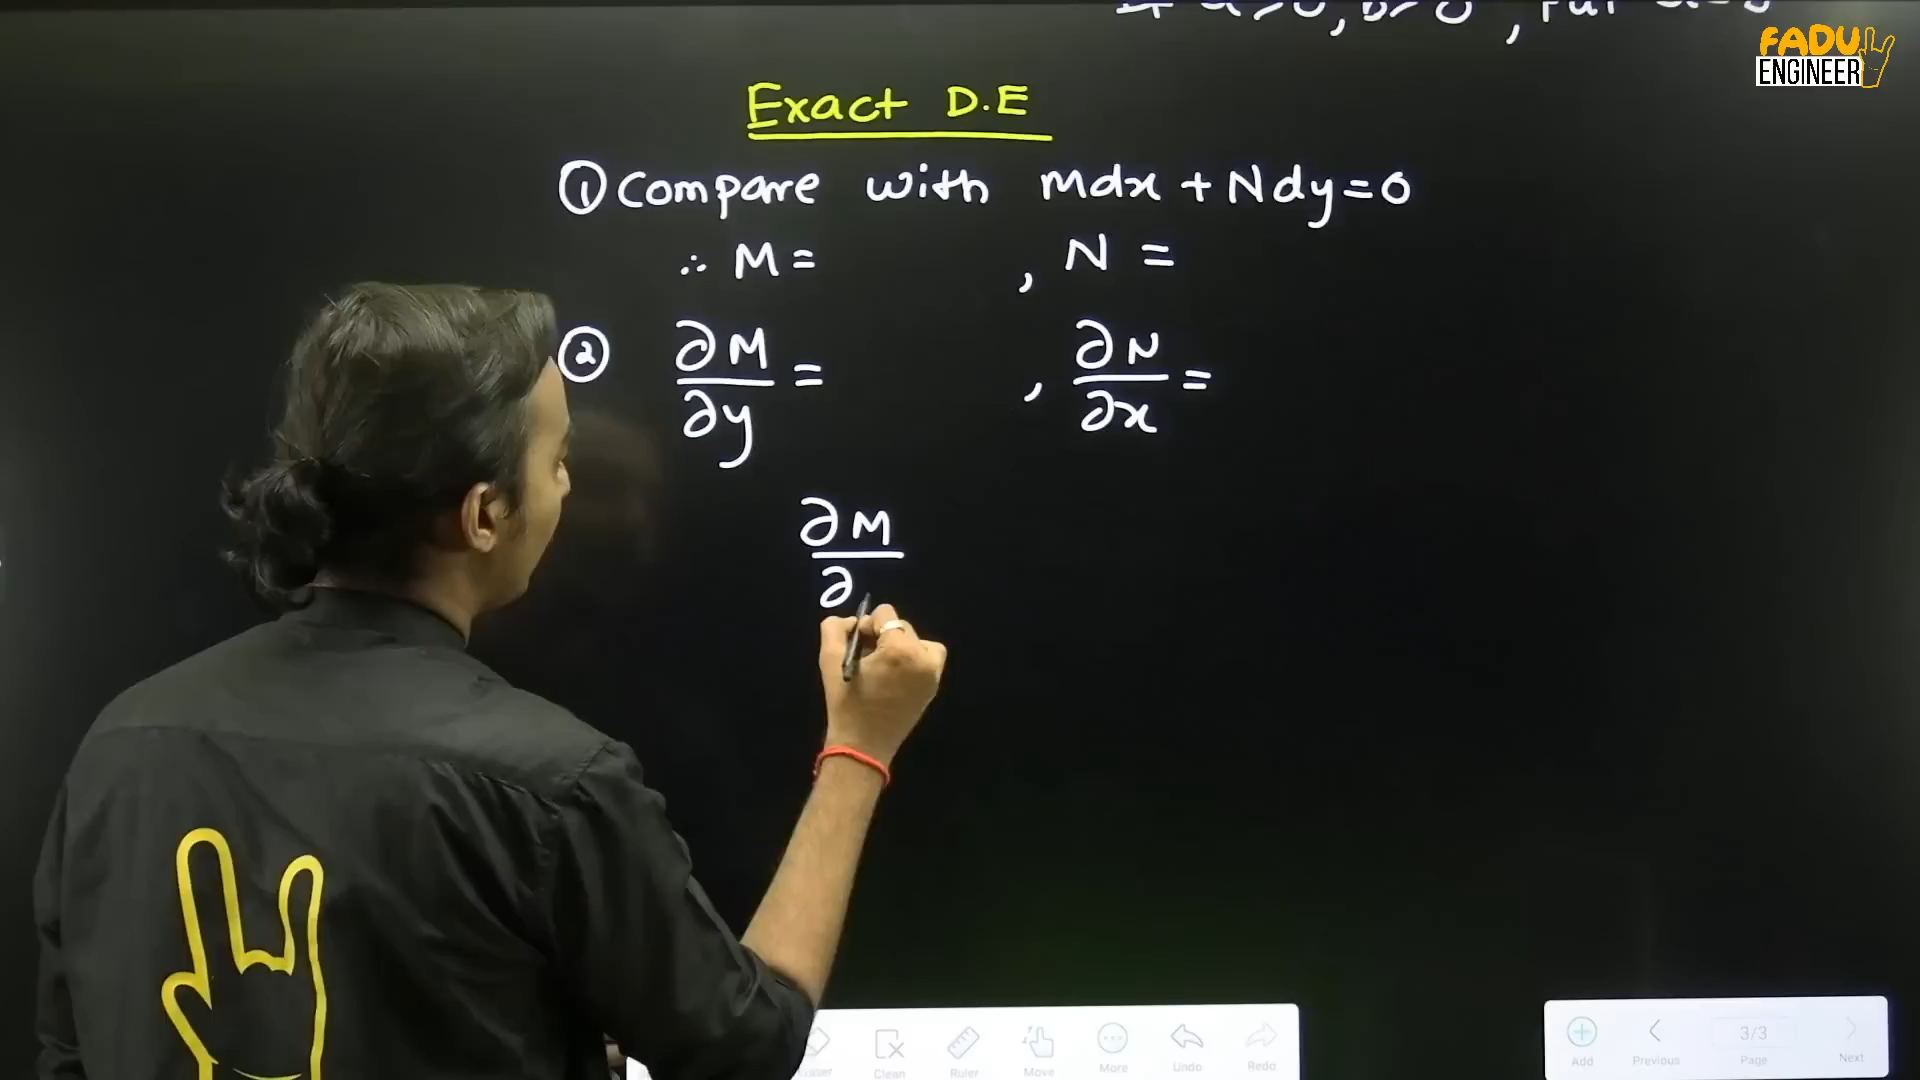 FADU
ENGINEER
Exact D.E
① Compare with Mdx + Ndy = 0
∴ M = , N =
② ∂M/∂y = , ∂N/∂x =
∂M/∂
Clean Ruler Move More Undo Redo
Add Previous 3/3 Page Next